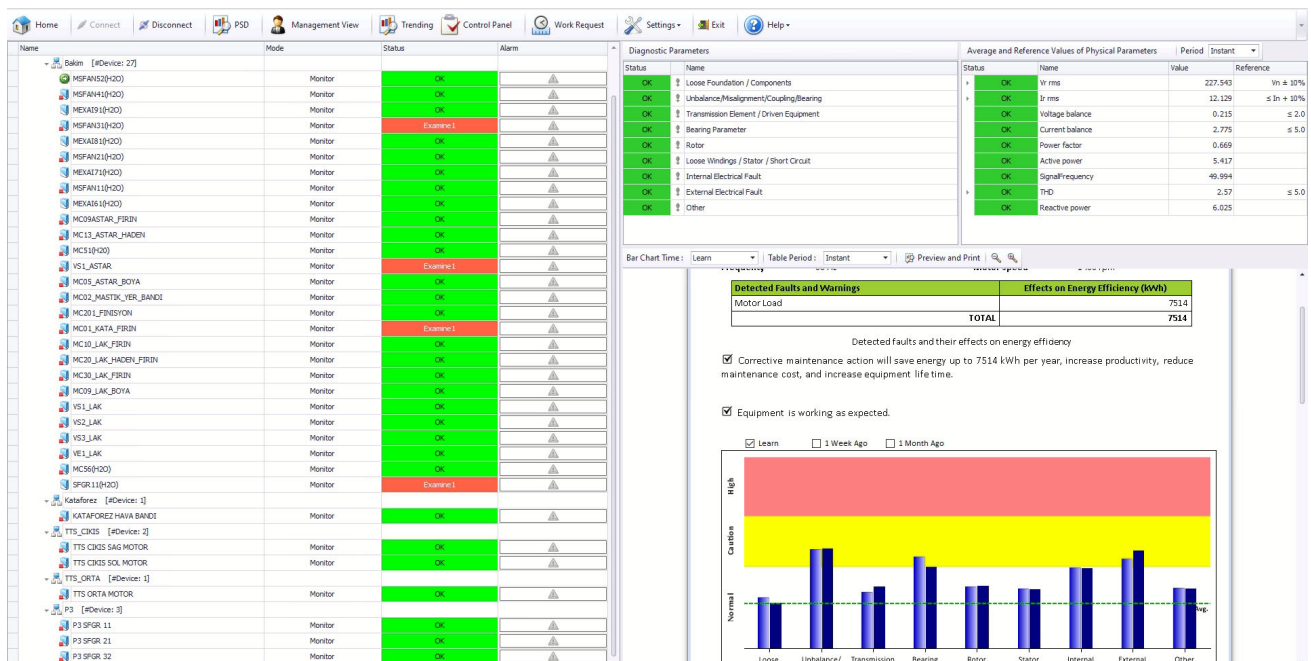 Home Connect Disconnect PSD Management View Trending Control Panel Work Request Settings Exit Help
Name Mode Status Alarm
Bakim [#Device: 27]
MSFAN52(H2O) Monitor OK
MSFAN41(H2O) Monitor OK
MEXAI91(H2O) Monitor OK
MSFAN31(H2O) Monitor Examine1
MEXAI81(H2O) Monitor OK
MSFAN21(H2O) Monitor OK
MEXAI71(H2O) Monitor OK
MSFAN11(H2O) Monitor OK
MEXAI61(H2O) Monitor OK
MC09ASTAR_FIRIN Monitor OK
MC13_ASTAR_HADEN Monitor OK
MC51(H20) Monitor OK
VS1_ASTAR Monitor Examine1
MC05_ASTAR_BOYA Monitor OK
MC02_MASTIK_YER_BANDI Monitor OK
MC201_FINISYON Monitor OK
MC01_KATA_FIRIN Monitor Examine1
MC10_LAK_FIRIN Monitor OK
MC20_LAK_HADEN_FIRIN Monitor OK
MC30_LAK_FIRIN Monitor OK
MC09_LAK_BOYA Monitor OK
VS1_LAK Monitor OK
VS2_LAK Monitor OK
VS3_LAK Monitor OK
VE1_LAK Monitor OK
MC56(H2O) Monitor OK
SFGR11(H2O) Monitor Examine1
Kataforez [#Device: 1]
KATAFOREZ HAVA BANDI Monitor OK
TTS_CIKIS [#Device: 2]
TTS CIKIS SAG MOTOR Monitor OK
TTS CIKIS SOL MOTOR Monitor OK
TTS_ORTA [#Device: 1]
TTS ORTA MOTOR Monitor OK
P3 [#Device: 3]
P3 SFGR 11 Monitor OK
P3 SFGR 21 Monitor OK
P3 SFGR 32 Monitor OK
Diagnostic Parameters
Status Name
OK Loose Foundation / Components
OK Unbalance/Misalignment/Coupling/Bearing
OK Transmission Element / Driven Equipment
OK Bearing Parameter
OK Rotor
OK Loose Windings / Stator / Short Circuit
OK Internal Electrical Fault
OK External Electrical Fault
OK Other
Average and Reference Values of Physical Parameters Period Instant
Status Name Value Reference
OK Vr rms 227.543 Vn ± 10%
OK Ir rms 12.129 ≤ In + 10%
OK Voltage balance 0.215 ≤ 2.0
OK Current balance 2.775 ≤ 5.0
OK Power factor 0.669
OK Active power 5.417
OK SignalFrequency 49.994
OK THD 2.57 ≤ 5.0
OK Reactive power 6.025
Bar Chart Time: Learn Table Period: Instant Preview and Print
Detected Faults and Warnings Effects on Energy Efficiency (kWh)
Motor Load 7514
TOTAL 7514
Detected faults and their effects on energy efficiency
Corrective maintenance action will save energy up to 7514 kWh per year, increase productivity, reduce
maintenance cost, and increase equipment life time.
Equipment is working as expected.
Learn 1 Week Ago 1 Month Ago
High
Caution
Normal
Avg.
Loose Unbalance/ Transmission Bearing Rotor Stator Internal External Other